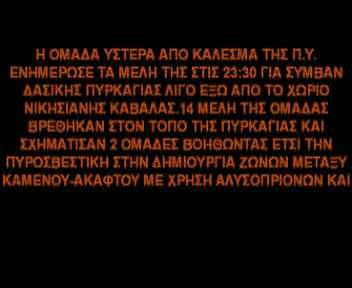 Η ΟΜΑΔΑ ΥΣΤΕΡΑ ΑΠΟ ΚΑΛΕΣΜΑ ΤΗΣ Π.Υ.
ΕΝΗΜΕΡΩΣΕ ΤΑ ΜΕΛΗ ΤΗΣ ΣΤΙΣ 23:30 ΓΙΑ ΣΥΜΒΑΝ
ΔΑΣΙΚΗΣ ΠΥΡΚΑΓΙΑΣ ΛΙΓΟ ΕΞΩ ΑΠΟ ΤΟ ΧΩΡΙΟ
ΝΙΚΗΣΙΑΝΗΣ ΚΑΒΑΛΑΣ.14 ΜΕΛΗ ΤΗΣ ΟΜΑΔΑΣ
ΒΡΕΘΗΚΑΝ ΣΤΟΝ ΤΟΠΟ ΤΗΣ ΠΥΡΚΑΓΙΑΣ ΚΑΙ
ΣΧΗΜΑΤΙΣΑΝ 2 ΟΜΑΔΕΣ ΒΟΗΘΩΝΤΑΣ ΕΤΣΙ ΤΗΝ
ΠΥΡΟΣΒΕΣΤΙΚΗ ΣΤΗΝ ΔΗΜΙΟΥΡΓΙΑ ΖΩΝΩΝ ΜΕΤΑΞΥ
ΚΑΜΕΝΟΥ-ΑΚΑΦΤΟΥ ΜΕ ΧΡΗΣΗ ΑΛΥΣΟΠΡΙΟΝΩΝ ΚΑΙ